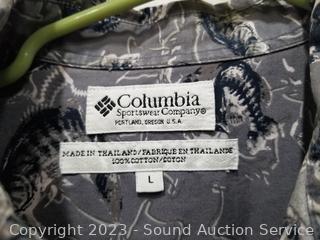 Columbia
Sportswear Company®
PORTLAND, OREGON U.S.A.
MADE IN THAILAND/FABRIQUE EN THAILANDE
100% COTTON/COTON
L
Copyright 2023 - Sound Auction Service